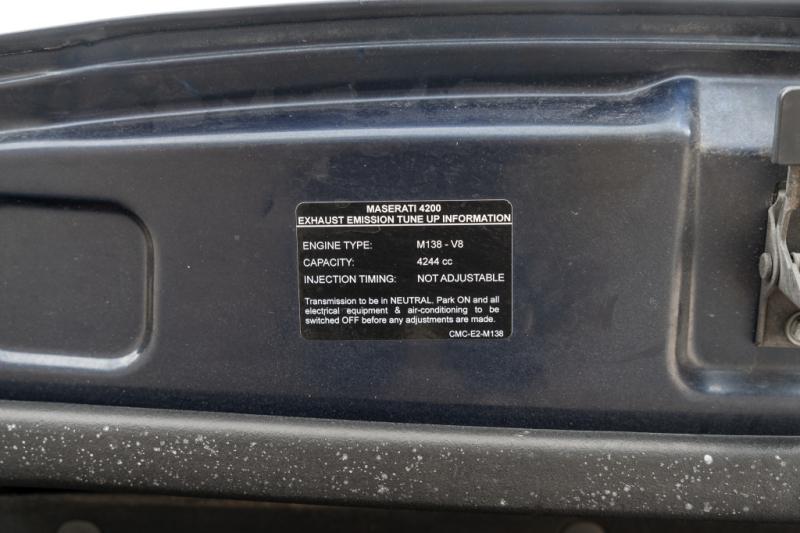 MASERATI 4200
EXHAUST EMISSION TUNE UP INFORMATION
ENGINE TYPE: M138 - V8
CAPACITY: 4244 cc
INJECTION TIMING: NOT ADJUSTABLE
Transmission to be in NEUTRAL. Park ON and all
electrical equipment & air-conditioning to be
switched OFF before any adjustments are made.
CMC-E2-M138